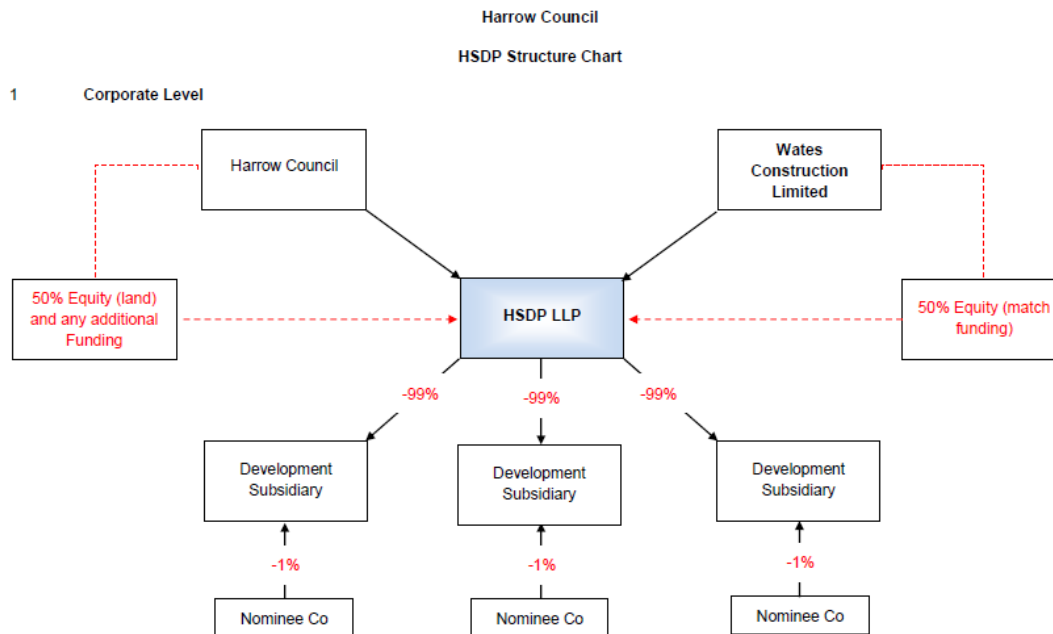 Harrow Council
HSDP Structure Chart
1 Corporate Level
Harrow Council
Wates
Construction
Limited
50% Equity (land)
and any additional
Funding
HSDP LLP
50% Equity (match
funding)
-99%
-99%
-99%
Development
Subsidiary
Development
Subsidiary
Development
Subsidiary
-1%
-1%
-1%
Nominee Co
Nominee Co
Nominee Co